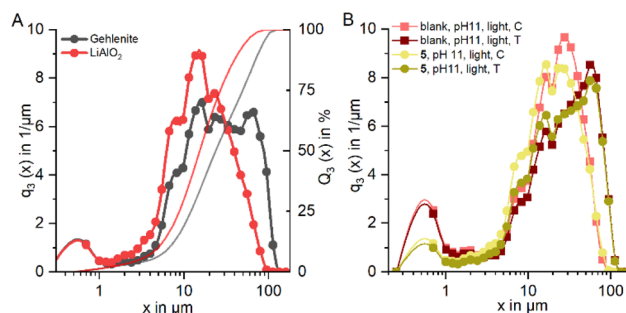 A
Gehlenite
LiAlO₂
q₃ (x) in 1/µm
10
8
6
4
2
0
1
10
100
x in µm
100
75
50
25
0
Q₃ (x) in %
B
blank, pH11, light, C
blank, pH11, light, T
5, pH 11, light, C
5, pH11, light, T
q₃ (x) in 1/µm
10
8
6
4
2
0
1
10
100
x in µm